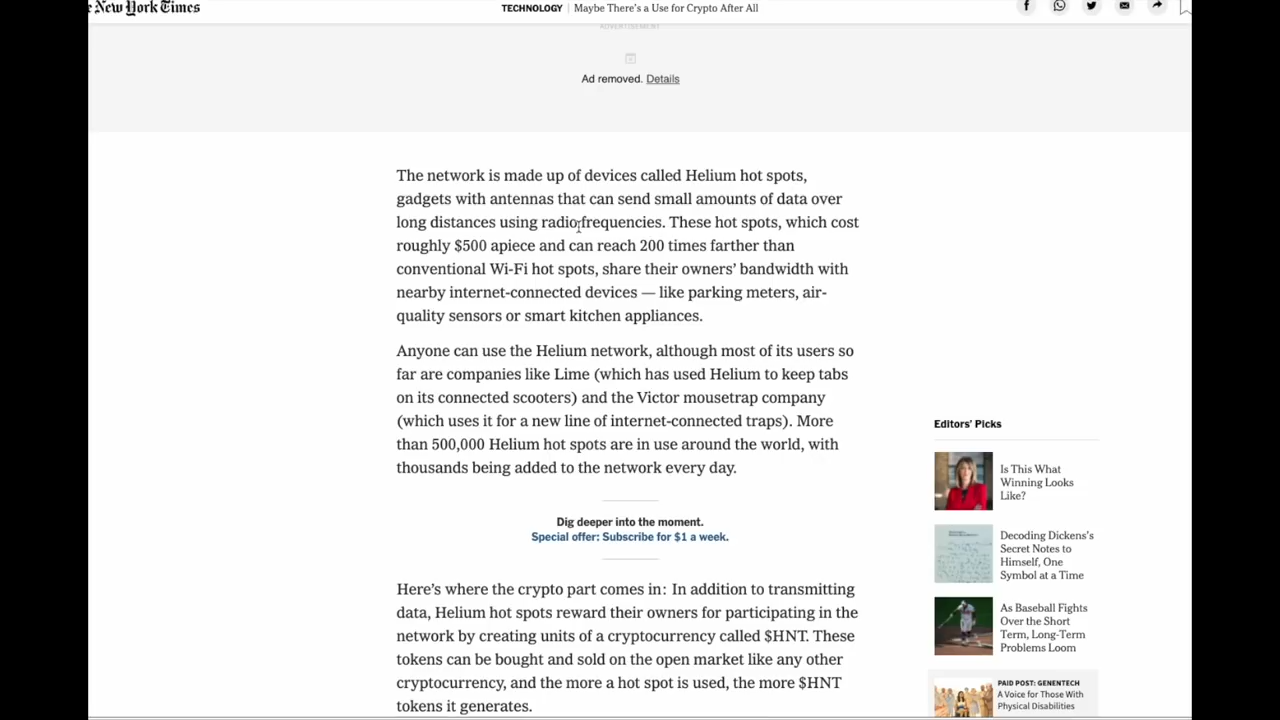 New York Times
TECHNOLOGY | Maybe There's a Use for Crypto After All
ADVERTISEMENT
Ad removed. Details
The network is made up of devices called Helium hot spots,
gadgets with antennas that can send small amounts of data over
long distances using radio frequencies. These hot spots, which cost
roughly $500 apiece and can reach 200 times farther than
conventional Wi-Fi hot spots, share their owners' bandwidth with
nearby internet-connected devices — like parking meters, air-
quality sensors or smart kitchen appliances.
Anyone can use the Helium network, although most of its users so
far are companies like Lime (which has used Helium to keep tabs
on its connected scooters) and the Victor mousetrap company
(which uses it for a new line of internet-connected traps). More
than 500,000 Helium hot spots are in use around the world, with
thousands being added to the network every day.
Dig deeper into the moment.
Special offer: Subscribe for $1 a week.
Here's where the crypto part comes in: In addition to transmitting
data, Helium hot spots reward their owners for participating in the
network by creating units of a cryptocurrency called $HNT. These
tokens can be bought and sold on the open market like any other
cryptocurrency, and the more a hot spot is used, the more $HNT
tokens it generates.
Editors' Picks
Is This What
Winning Looks
Like?
Decoding Dickens's
Secret Notes to
Himself, One
Symbol at a Time
As Baseball Fights
Over the Short
Term, Long-Term
Problems Loom
PAID POST: GENENTECH
A Voice for Those With
Physical Disabilities